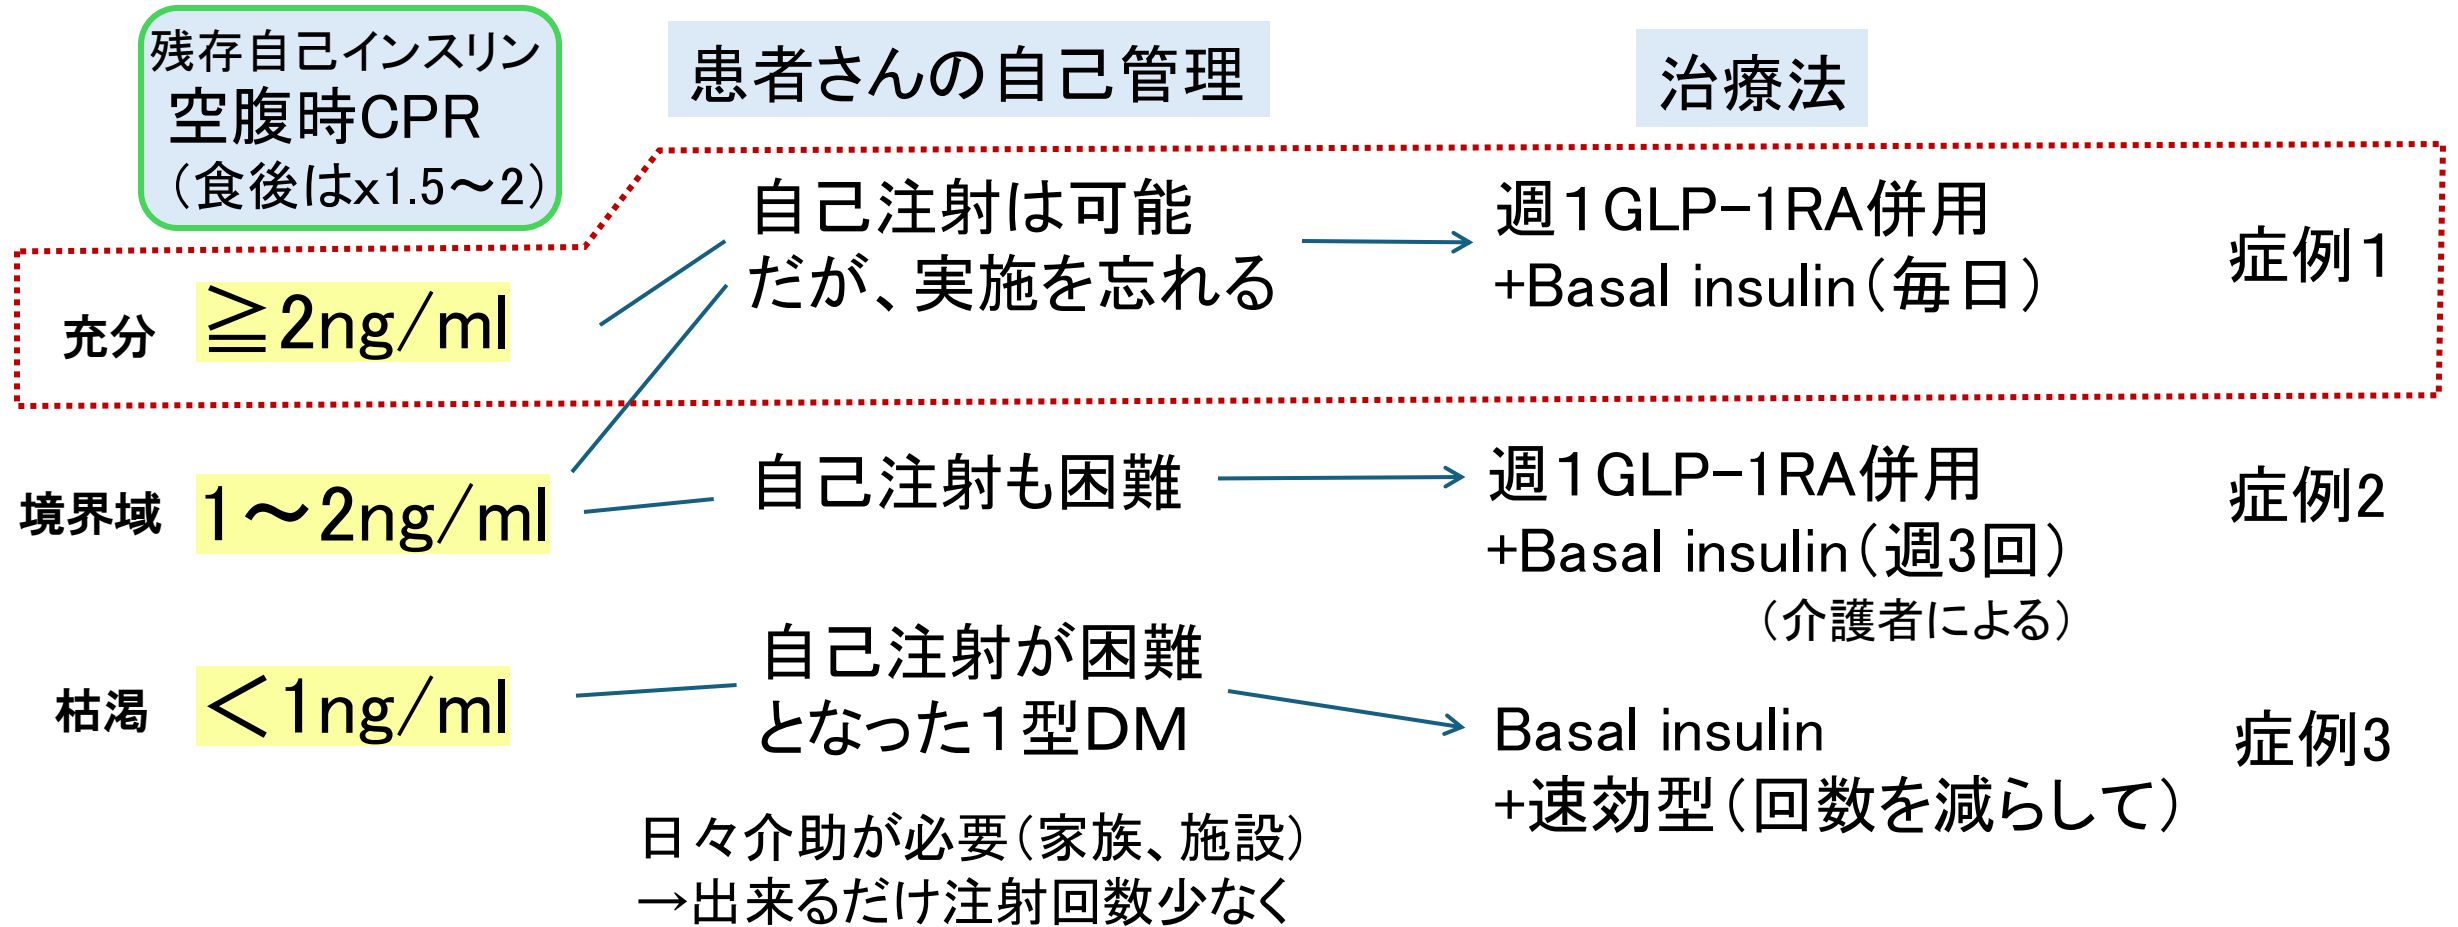 残存自己インスリン
空腹時CPR
（食後はx1.5～2）
患者さんの自己管理
治療法
充分
≧2ng/ml
自己注射は可能
だが、実施を忘れる
週1GLP-1RA併用
+Basal insulin（毎日）
症例1
境界域
1～2ng/ml
自己注射も困難
週1GLP-1RA併用
+Basal insulin（週3回）
（介護者による）
症例2
枯渇
＜1ng/ml
自己注射が困難
となった1型DM
Basal insulin
+速効型（回数を減らして）
症例3
日々介助が必要（家族、施設）
→出来るだけ注射回数少なく